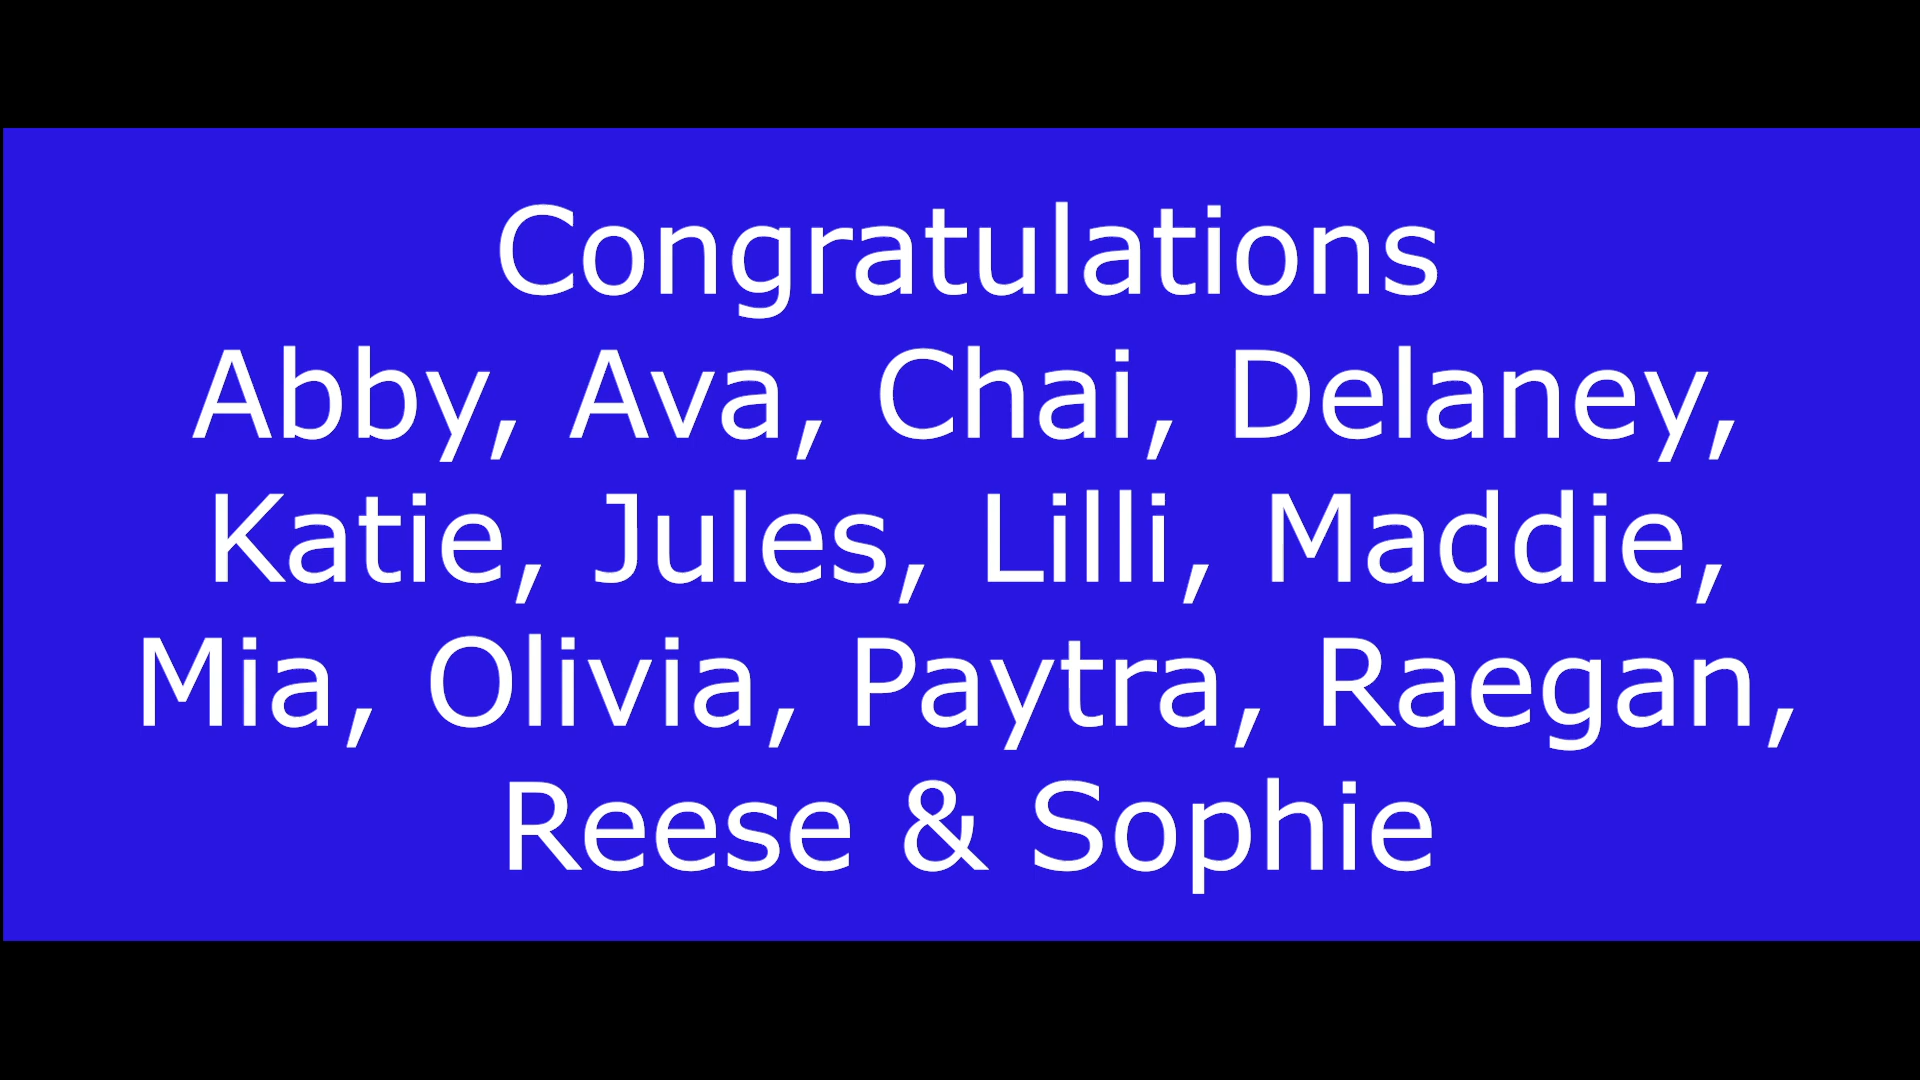 Congratulations
Abby, Ava, Chai, Delaney,
Katie, Jules, Lilli, Maddie,
Mia, Olivia, Paytra, Raegan,
Reese & Sophie